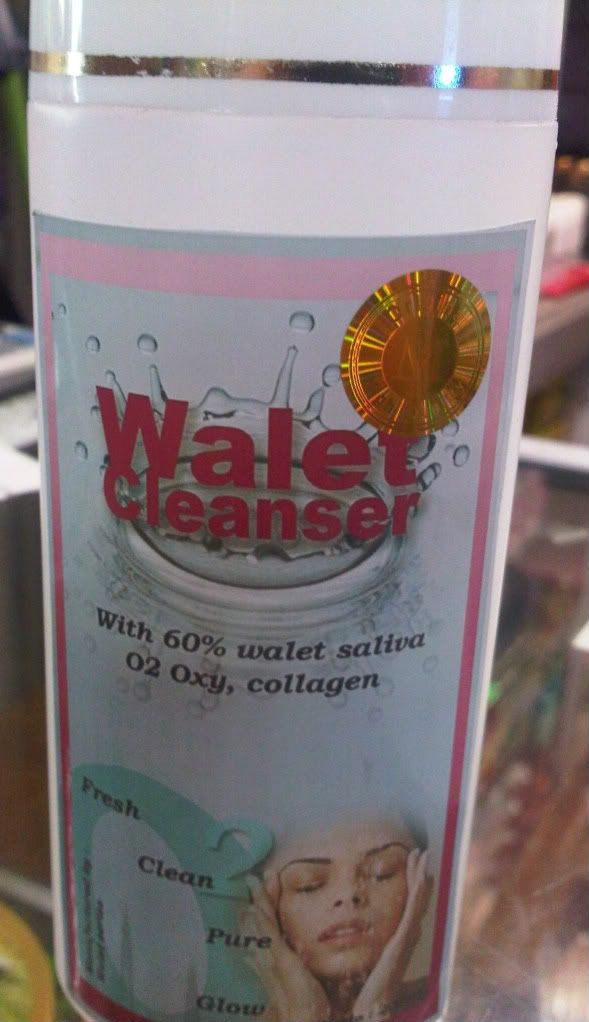 Walet
Cleanser
With 60% walet saliva
O2 Oxy, collagen
Fresh
Clean
Pure
Glow